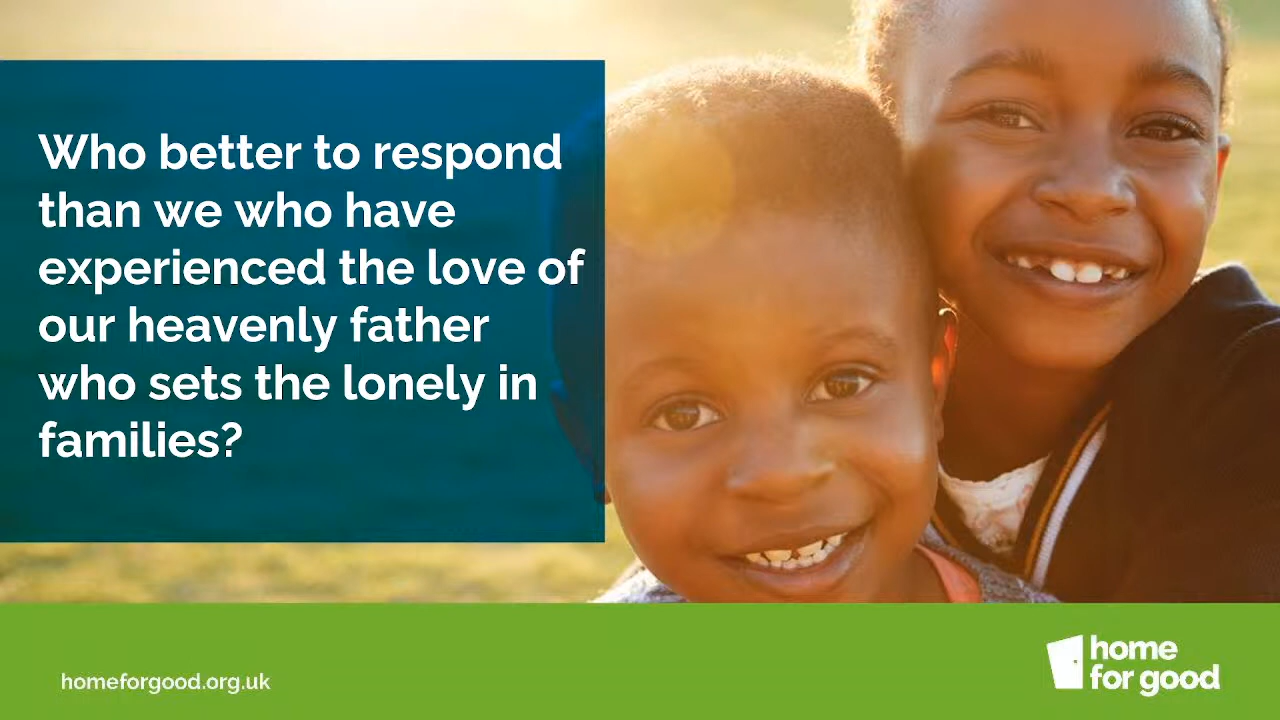 Who better to respond
than we who have
experienced the love of
our heavenly father
who sets the lonely in
families?
homeforgood.org.uk
home
for good